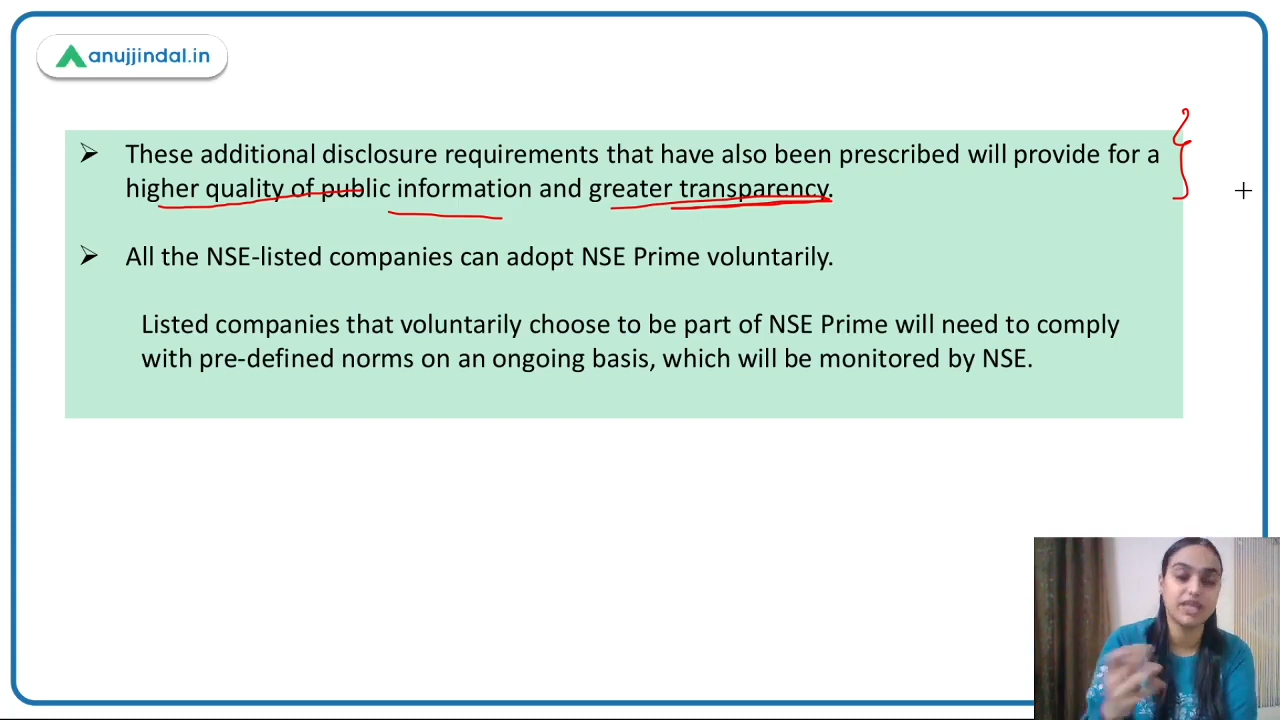 anujjindal.in
➢ These additional disclosure requirements that have also been prescribed will provide for a
higher quality of public information and greater transparency.
➢ All the NSE-listed companies can adopt NSE Prime voluntarily.
Listed companies that voluntarily choose to be part of NSE Prime will need to comply
with pre-defined norms on an ongoing basis, which will be monitored by NSE.